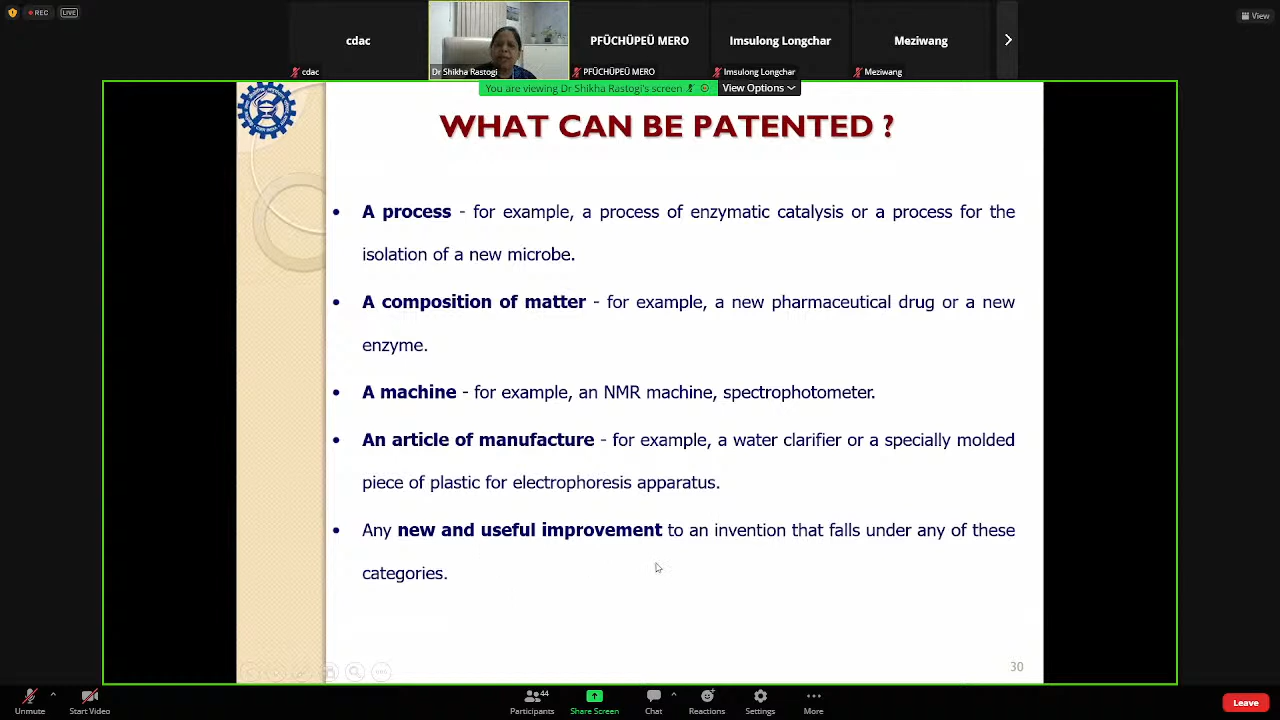 REC
LIVE
View
cdac
PFÜCHÜPEÜ MERO
Imsulong Longchar
Meziwang
cdac
Dr Shikha Rastogi
PFÜCHÜPEÜ MERO
Imsulong Longchar
Meziwang
You are viewing Dr Shikha Rastogi's screen
View Options
WHAT CAN BE PATENTED ?
• A process - for example, a process of enzymatic catalysis or a process for the
isolation of a new microbe.
• A composition of matter - for example, a new pharmaceutical drug or a new
enzyme.
• A machine - for example, an NMR machine, spectrophotometer.
• An article of manufacture - for example, a water clarifier or a specially molded
piece of plastic for electrophoresis apparatus.
• Any new and useful improvement to an invention that falls under any of these
categories.
30
Unmute
Start Video
44
Participants
Share Screen
Chat
Reactions
Settings
More
Leave